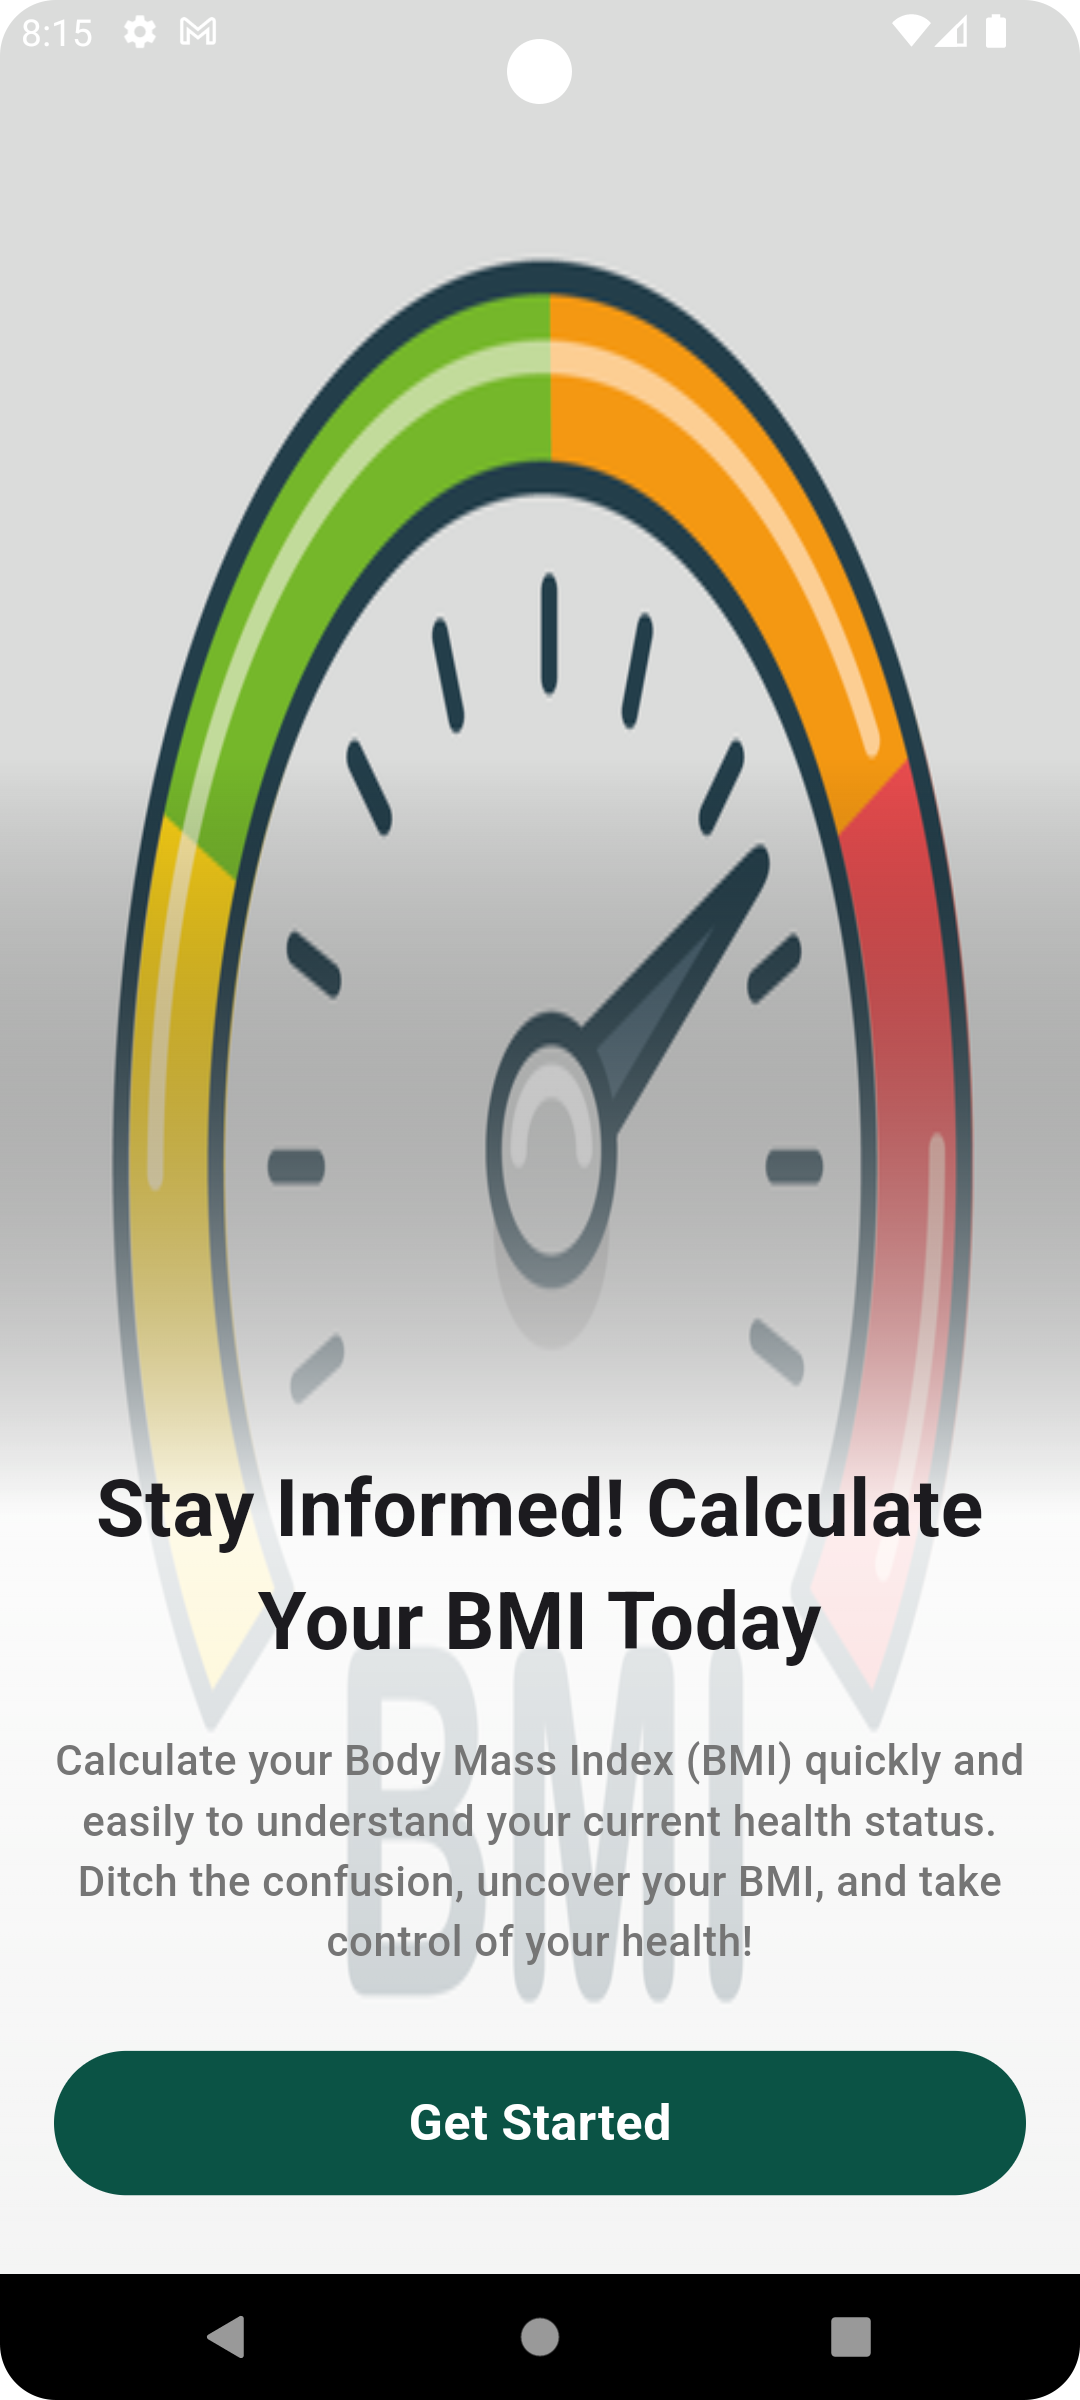 8:15
Stay Informed! Calculate
Your BMI Today
BMI
Calculate your Body Mass Index (BMI) quickly and
easily to understand your current health status.
Ditch the confusion, uncover your BMI, and take
control of your health!
Get Started